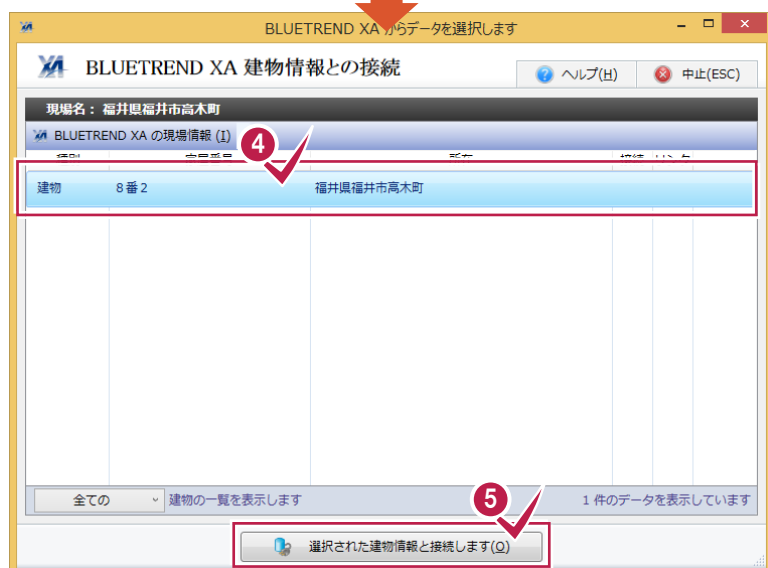 BLUETREND XA からデータを選択します
BLUETREND XA 建物情報との接続
ヘルプ(H)
中止(ESC)
現場名： 福井県福井市高木町
BLUETREND XA の現場情報 (I)
4
建物 8番2 福井県福井市高木町
全ての 建物の一覧を表示します
5
1 件のデータを表示しています
選択された建物情報と接続します(O)